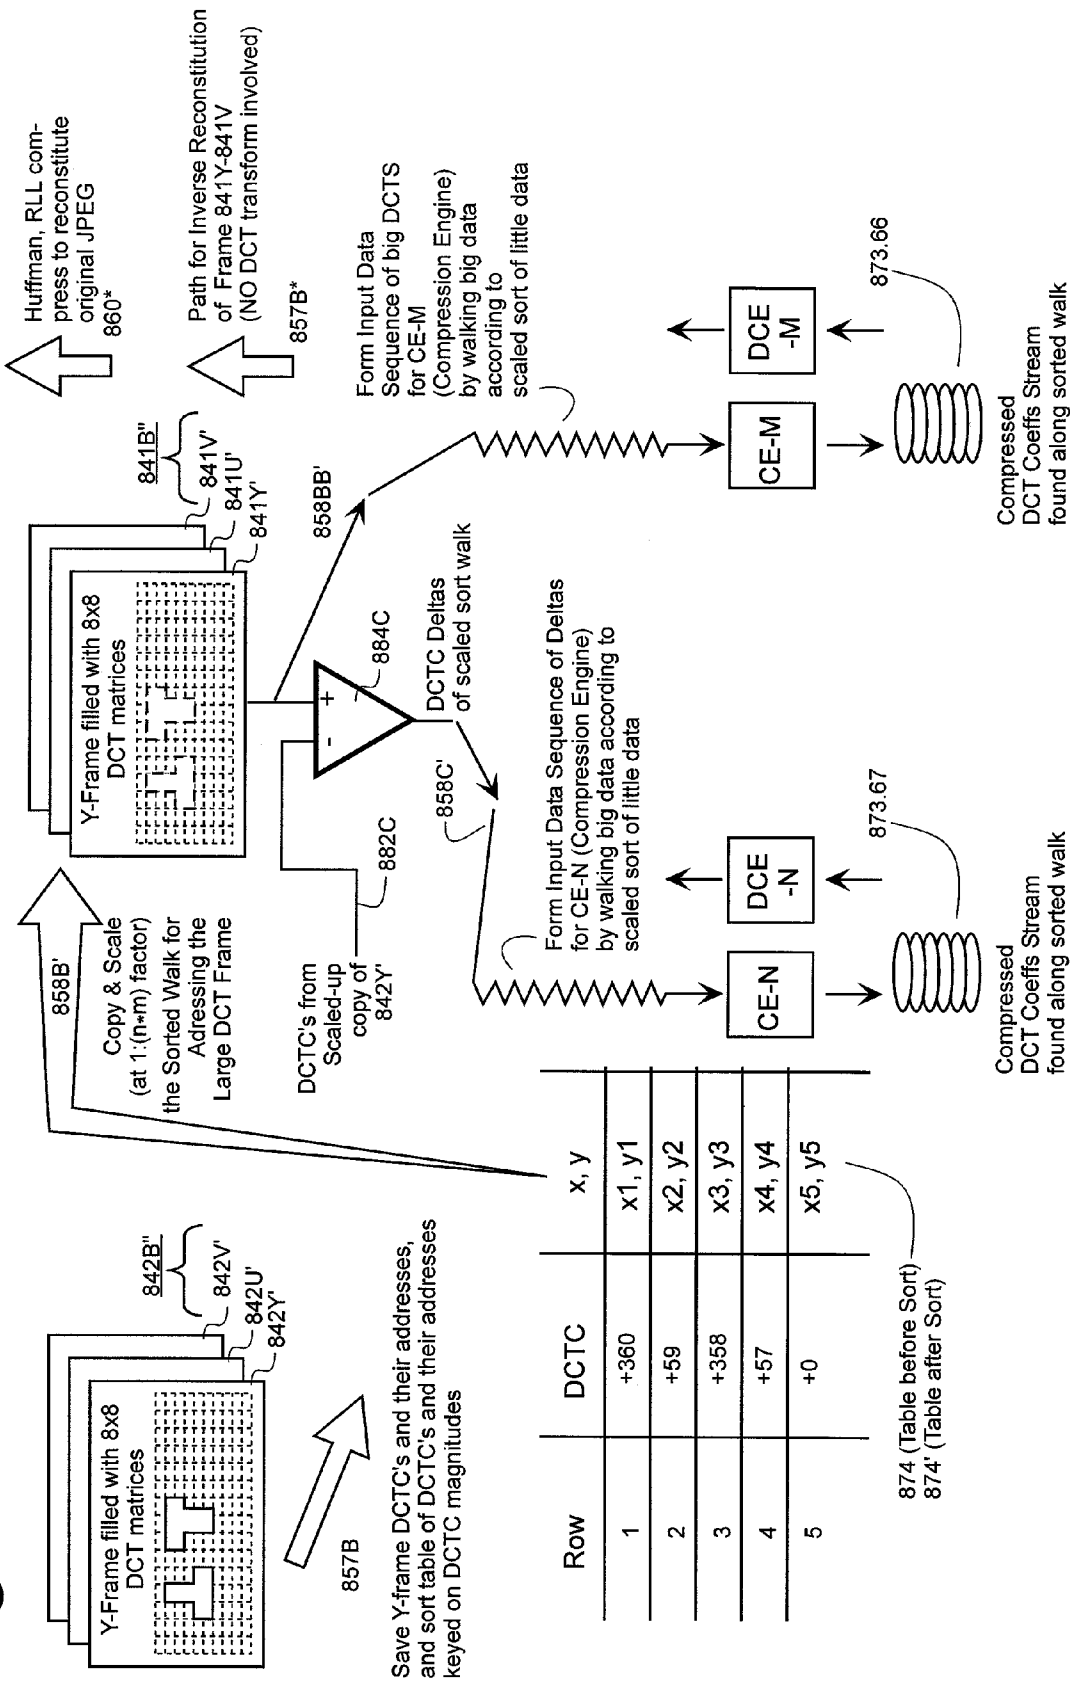 Y-Frame filled with 8x8
DCT matrices
842B"
842V'
842U'
842Y'
857B
Save Y-frame DCTC's and their addresses,
and sort table of DCTC's and their addresses
keyed on DCTC magnitudes
858B'
Copy & Scale
(at 1:(n*m) factor)
the Sorted Walk for
Adressing the
Large DCT Frame
Y-Frame filled with 8x8
DCT matrices
841B"
841V'
841U'
841Y'
Huffman, RLL com-
press to reconstitute
original JPEG
860*
Path for Inverse Reconstitution
of Frame 841Y-841V
(NO DCT transform involved)
857B*
DCTC's from
Scaled-up
copy of
842Y'
882C
-
+
884C
858BB'
DCTC Deltas
of scaled sort walk
858C'
Form Input Data
Sequence of big DCTS
for CE-M
(Compression Engine)
by walking big data
according to
scaled sort of little data
Form Input Data Sequence of Deltas
for CE-N (Compression Engine)
by walking big data according to
scaled sort of little data
Row DCTC x, y
1 +360 x1, y1
2 +59 x2, y2
3 +358 x3, y3
4 +57 x4, y4
5 +0 x5, y5
874 (Table before Sort)
874' (Table after Sort)
CE-N
DCE
-N
873.67
Compressed
DCT Coeffs Stream
found along sorted walk
CE-M
DCE
-M
873.66
Compressed
DCT Coeffs Stream
found along sorted walk